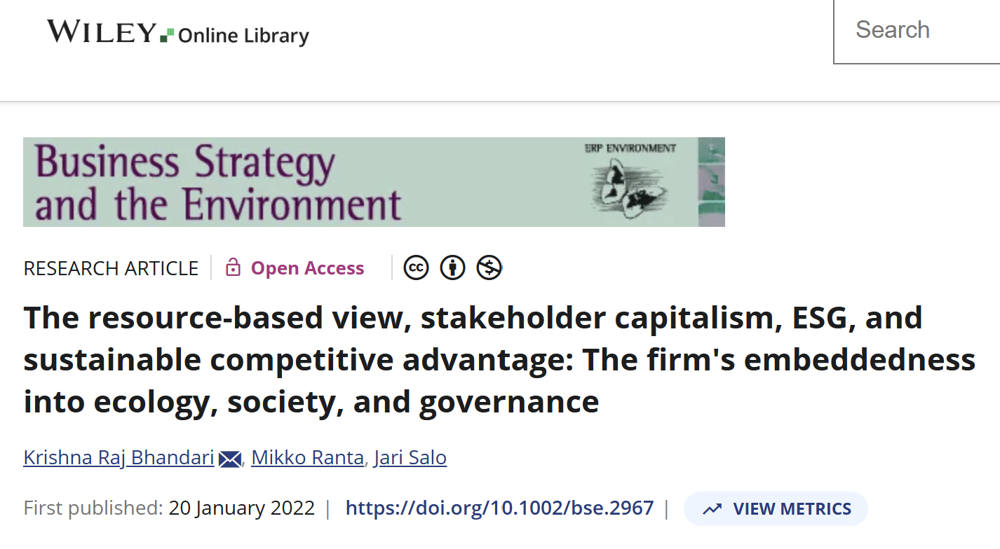 WILEY Online Library
Search
Business Strategy
and the Environment
ERP ENVIRONMENT
RESEARCH ARTICLE
Open Access
cc
The resource-based view, stakeholder capitalism, ESG, and
sustainable competitive advantage: The firm's embeddedness
into ecology, society, and governance
Krishna Raj Bhandari, Mikko Ranta, Jari Salo
First published: 20 January 2022 | https://doi.org/10.1002/bse.2967 | VIEW METRICS